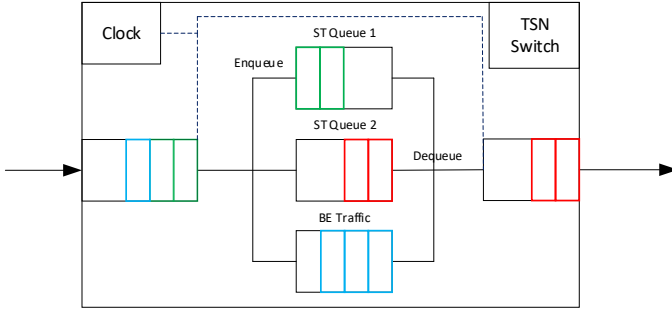 Clock
ST Queue 1
TSN
Switch
Enqueue
ST Queue 2
Dequeue
BE Traffic